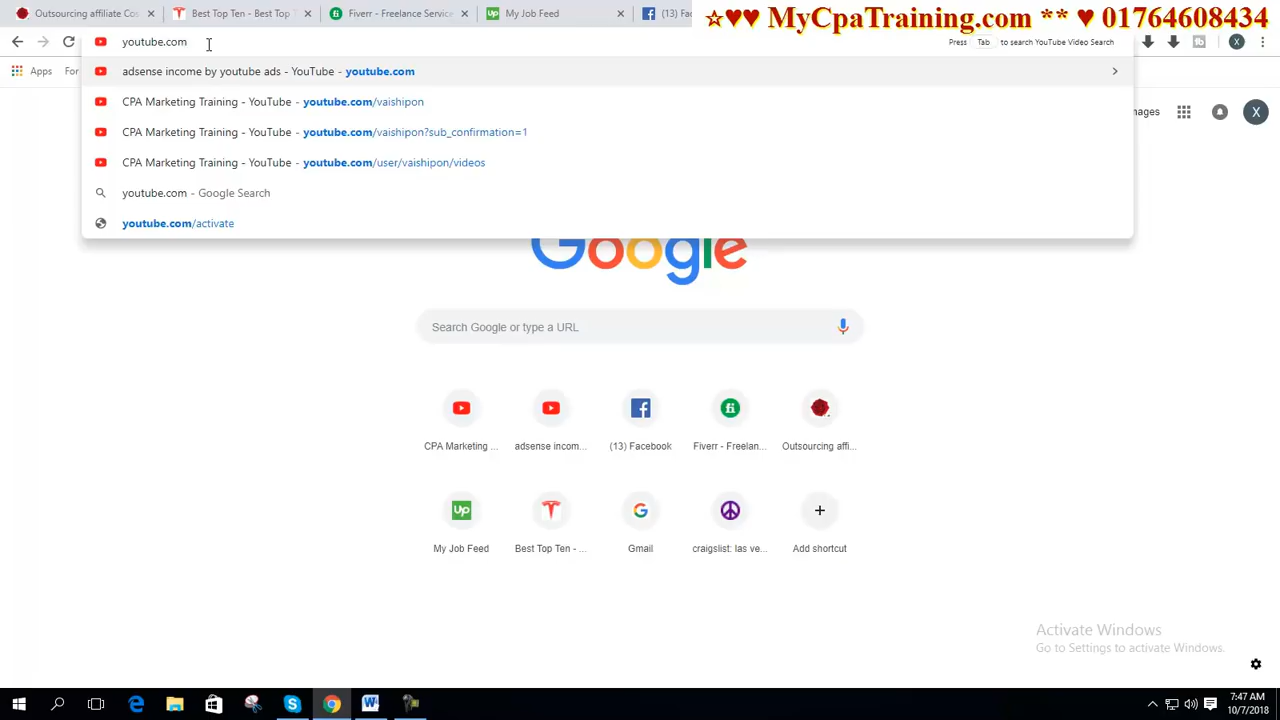 Outsourcing affiliate Cos
Best Top Ten - Best Top
Fiverr - Freelance Service
My Job Feed
(13) Fac
☆♥♥ MyCpaTraining.com ** ♥ 01764608434
youtube.com
Press Tab to search YouTube Video Search
Apps
For
adsense income by youtube ads - YouTube - youtube.com
CPA Marketing Training - YouTube - youtube.com/vaishipon
CPA Marketing Training - YouTube - youtube.com/vaishipon?sub_confirmation=1
CPA Marketing Training - YouTube - youtube.com/user/vaishipon/videos
youtube.com - Google Search
youtube.com/activate
mages
X
X
Google
Search Google or type a URL
CPA Marketing ...
adsense incom...
(13) Facebook
Fiverr - Freelan...
Outsourcing affi...
Up
My Job Feed
Best Top Ten - ...
Gmail
craigslist: las ve...
Add shortcut
Activate Windows
Go to Settings to activate Windows.
7:47 AM
10/7/2018